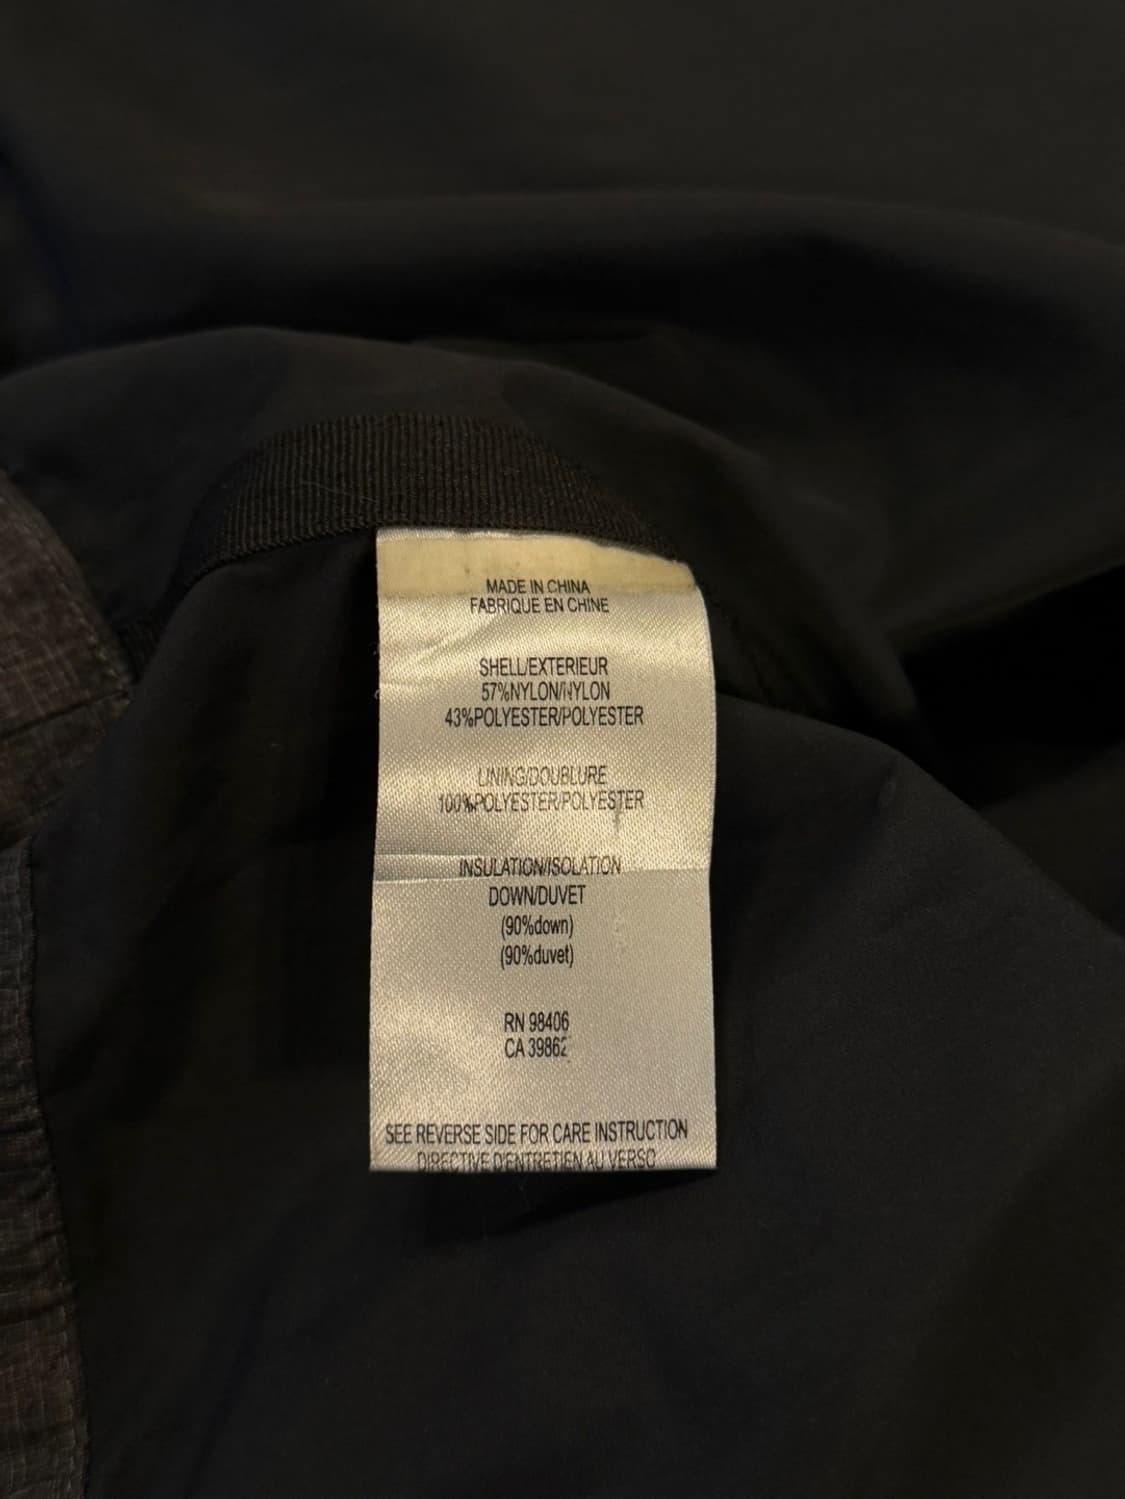 MADE IN CHINA
FABRIQUE EN CHINE
SHELL/EXTERIEUR
57%NYLON/NYLON
43%POLYESTER/POLYESTER
LINING/DOUBLURE
100%POLYESTER/POLYESTER
INSULATION/ISOLATION
DOWN/DUVET
(90%down)
(90%duvet)
RN 98406
CA 39862
SEE REVERSE SIDE FOR CARE INSTRUCTION
DIRECTIVE D'ENTRETIEN AU VERSO